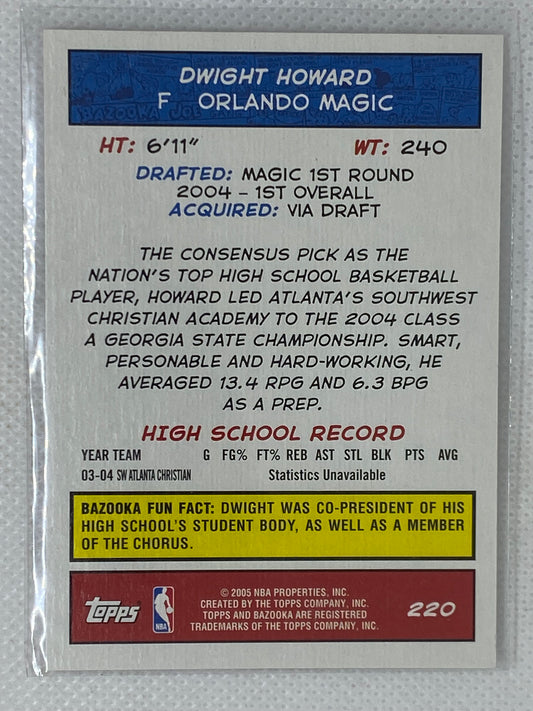 DWIGHT HOWARD
F ORLANDO MAGIC
HT: 6'11" WT: 240
DRAFTED: MAGIC 1ST ROUND
2004 – 1ST OVERALL
ACQUIRED: VIA DRAFT
THE CONSENSUS PICK AS THE
NATION'S TOP HIGH SCHOOL BASKETBALL
PLAYER, HOWARD LED ATLANTA'S SOUTHWEST
CHRISTIAN ACADEMY TO THE 2004 CLASS
A GEORGIA STATE CHAMPIONSHIP. SMART,
PERSONABLE AND HARD-WORKING, HE
AVERAGED 13.4 RPG AND 6.3 BPG
AS A PREP.
HIGH SCHOOL RECORD
YEAR TEAM G FG% FT% REB AST STL BLK PTS AVG
03-04 SW ATLANTA CHRISTIAN Statistics Unavailable
BAZOOKA FUN FACT: DWIGHT WAS CO-PRESIDENT OF HIS
HIGH SCHOOL'S STUDENT BODY, AS WELL AS A MEMBER
OF THE CHORUS.
© 2005 NBA PROPERTIES, INC.
CREATED BY THE TOPPS COMPANY, INC.
TOPPS AND BAZOOKA ARE REGISTERED
TRADEMARKS OF THE TOPPS COMPANY, INC.
Topps
NBA
220